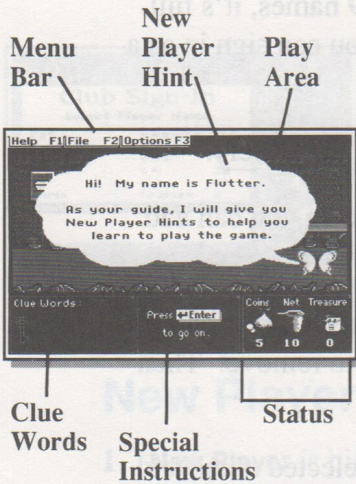 New
Menu Player Play
Bar Hint Area
Help F1 File F2 Options F3
Hi! My name is Flutter.
As your guide, I will give you
New Player Hints to help you
learn to play the game.
Clue Words:
Press ↵Enter
to go on.
Coins Net Treasure
5 10 0
Clue
Words
Special
Instructions
Status